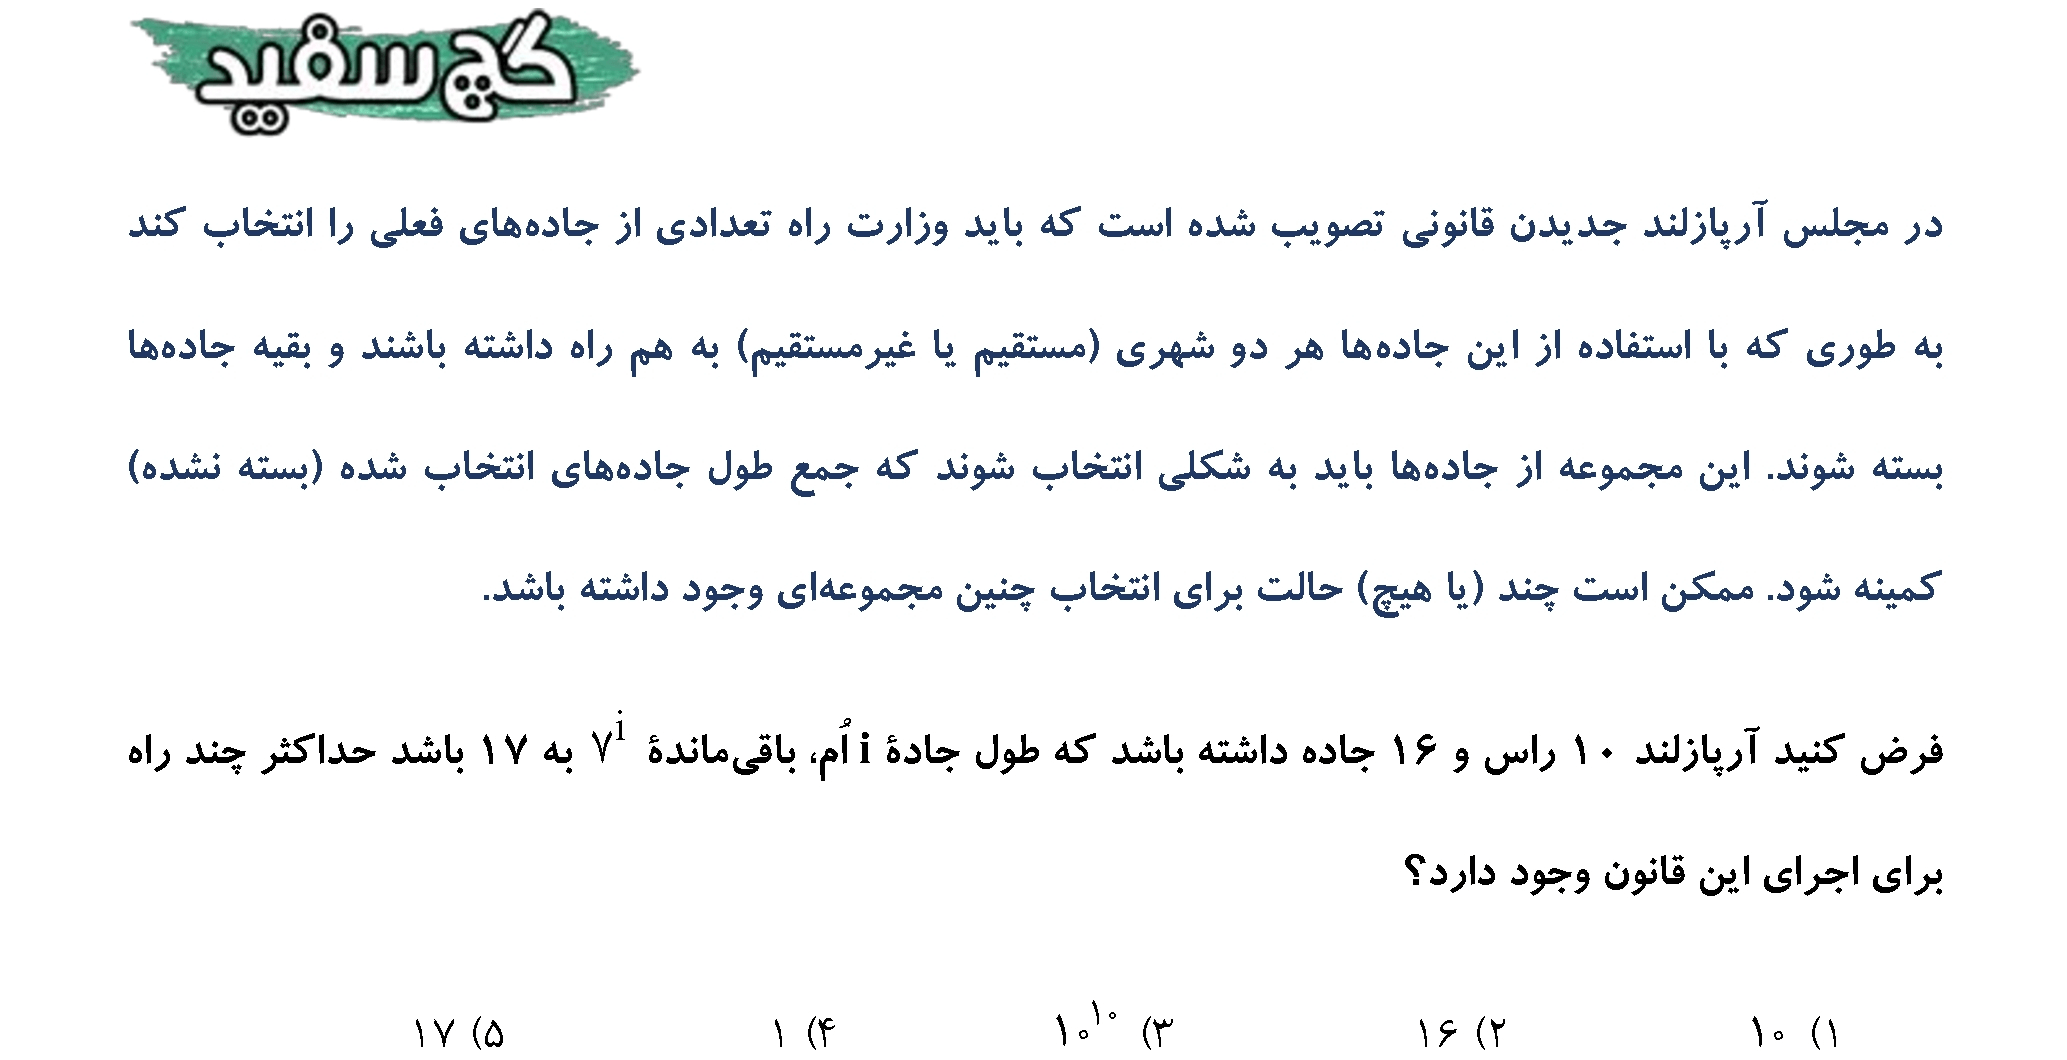 گچ سفید
در مجلس آرپازلند جدیدن قانونی تصویب شده است که باید وزارت راه تعدادی از جاده‌های فعلی را انتخاب کند
به طوری که با استفاده از این جاده‌ها هر دو شهری (مستقیم یا غیرمستقیم) به هم راه داشته باشند و بقیه جاده‌ها
بسته شوند. این مجموعه از جاده‌ها باید به شکلی انتخاب شوند که جمع طول جاده‌های انتخاب شده (بسته نشده)
کمینه شود. ممکن است چند (یا هیچ) حالت برای انتخاب چنین مجموعه‌ای وجود داشته باشد.
فرض کنید آرپازلند ۱۰ راس و ۱۶ جاده داشته باشد که طول جادهٔ i اُم، باقی‌ماندهٔ ۷^i به ۱۷ باشد حداکثر چند راه
برای اجرای این قانون وجود دارد؟
۱) ۱۰ ۲) ۱۶ ۳) ۱۰^۱۰ ۴) ۱ ۵) ۱۷